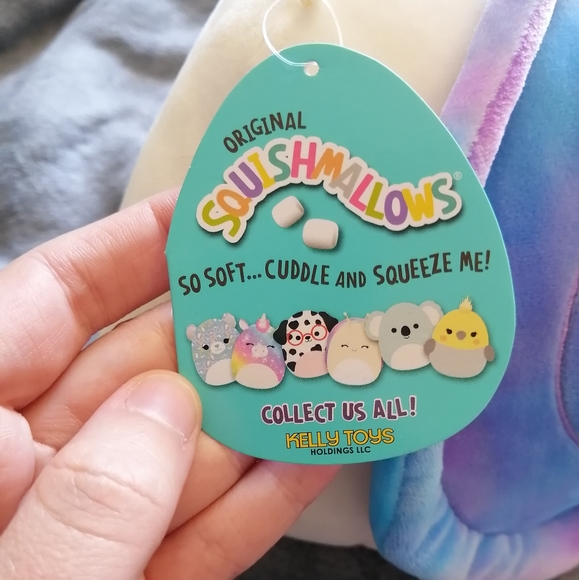 ORIGINAL
SQUISHMALLOWS®
SO SOFT... CUDDLE AND SQUEEZE ME!
COLLECT US ALL!
KELLY TOYS
HOLDINGS LLC